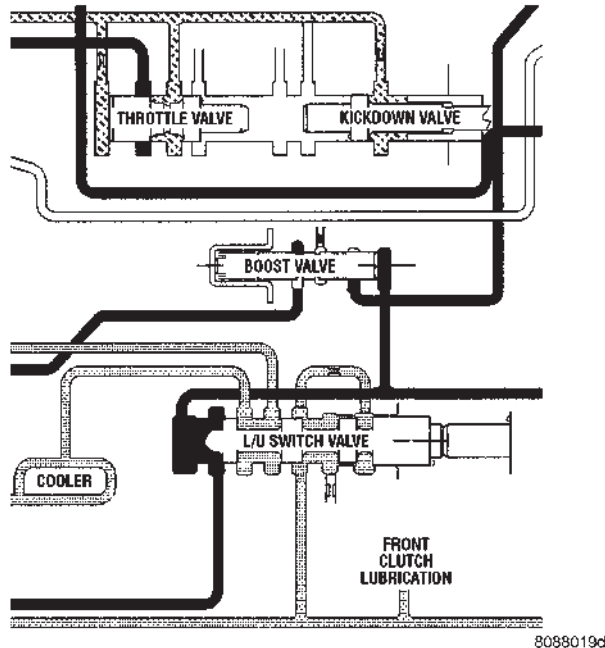 THROTTLE VALVE
KICKDOWN VALVE
BOOST VALVE
L/U SWITCH VALVE
COOLER
FRONT
CLUTCH
LUBRICATION
8088019d